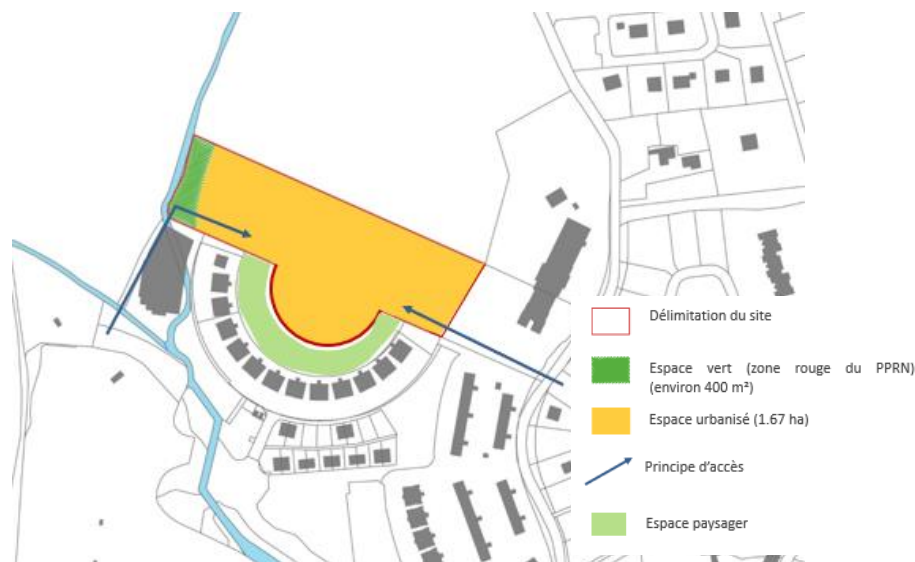 Délimitation du site
Espace vert (zone rouge du PPRN)
(environ 400 m²)
Espace urbanisé (1.67 ha)
Principe d'accès
Espace paysager